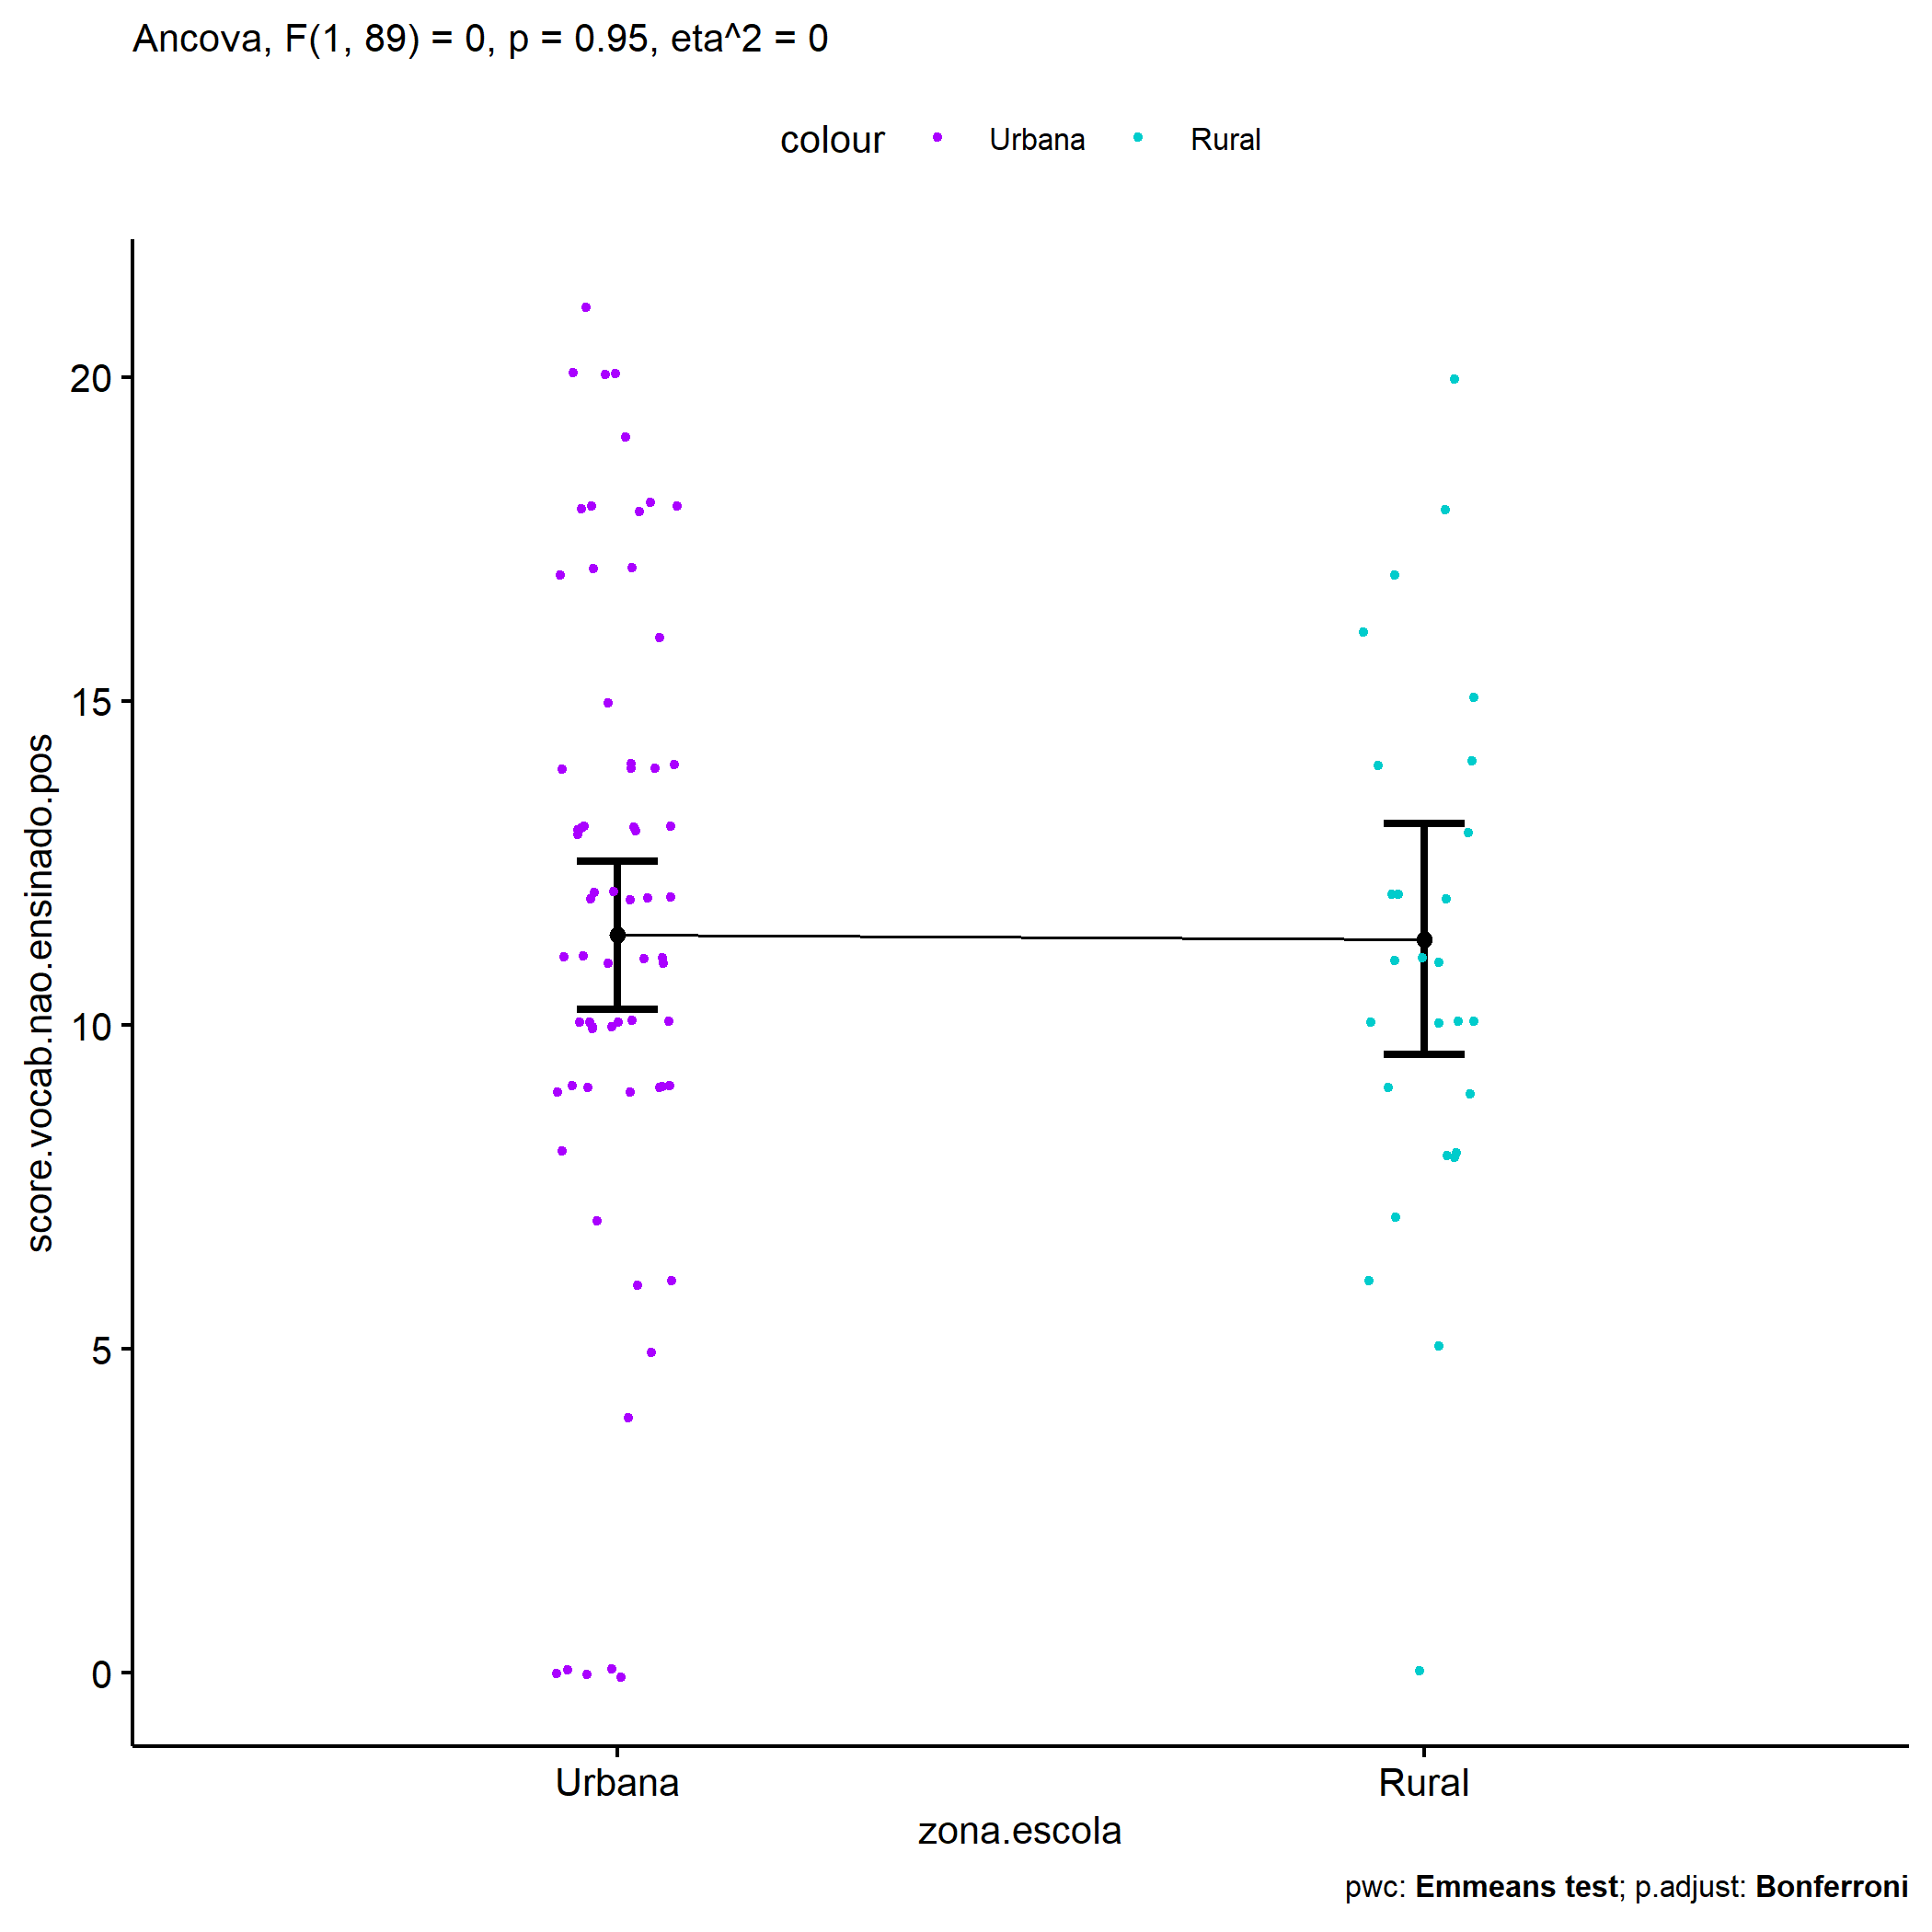 Ancova, F(1, 89) = 0, p = 0.95, eta^2 = 0
colour Urbana Rural
score.vocab.nao.ensinado.pos
20
15
10
5
0
Urbana Rural
zona.escola
pwc: Emmeans test; p.adjust: Bonferroni